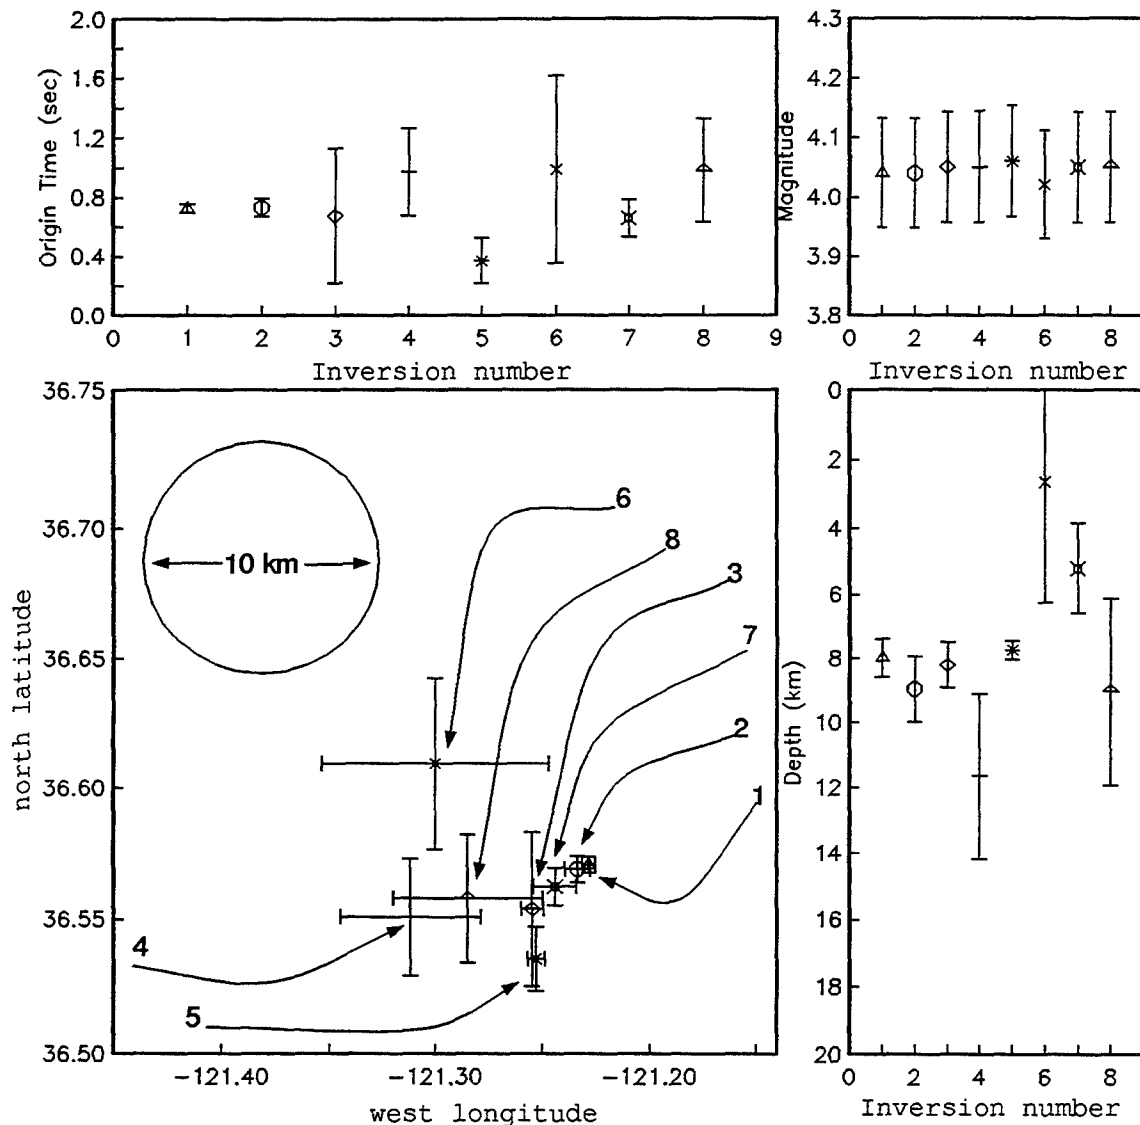 2.0
1.6
1.2
0.8
0.4
0.0
Origin Time (sec)
0 1 2 3 4 5 6 7 8 9
Inversion number
4.3
4.2
4.1
4.0
3.9
3.8
Magnitude
0 2 4 6 8
Inversion number
36.75
36.70
36.65
36.60
36.55
36.50
north latitude
10 km
6
8
3
7
2
1
4
5
-121.40 -121.30 -121.20
west longitude
0
2
4
6
8
10
12
14
16
18
20
Depth (km)
0 2 4 6 8
Inversion number